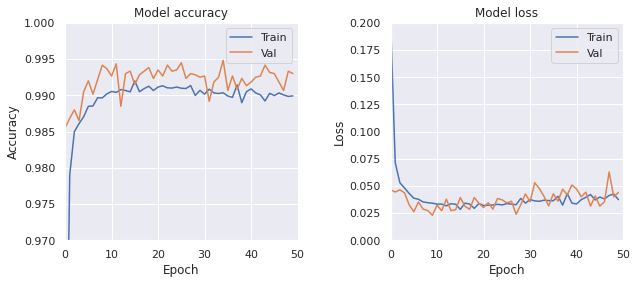 Model accuracy
1.000
0.995
0.990
0.985
0.980
0.975
0.970
Accuracy
0
10
20
30
40
50
Epoch
Train
Val
Model loss
0.200
0.175
0.150
0.125
0.100
0.075
0.050
0.025
0.000
Loss
0
10
20
30
40
50
Epoch
Train
Val